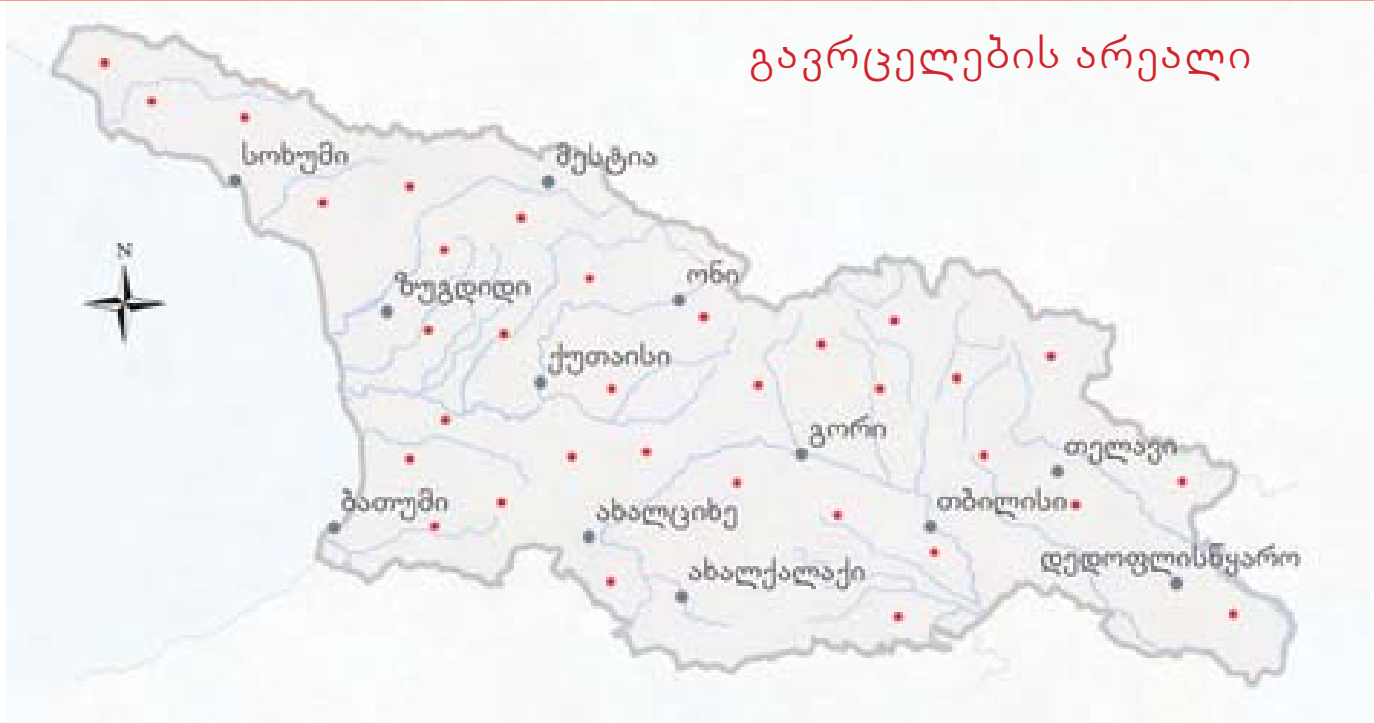 გავრცელების არეალი
სოხუმი
მესტია
N
ზუგდიდი
ონი
ქუთაისი
გორი
თელავი
ბათუმი
ახალციხე
თბილისი
ახალქალაქი
დედოფლისწყარო